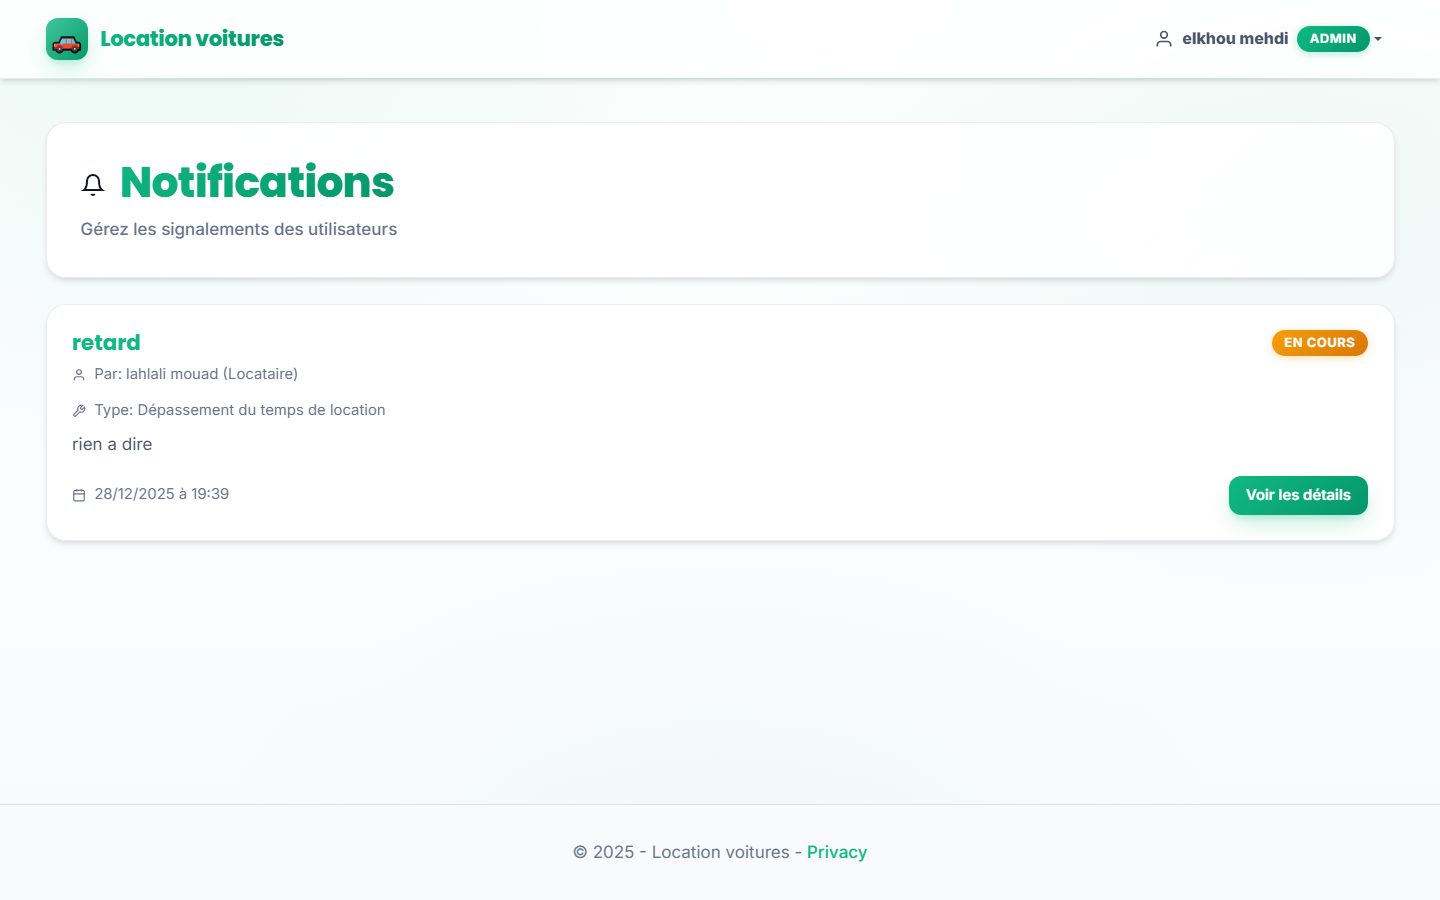 Location voitures
elkhou mehdi ADMIN
Notifications
Gérez les signalements des utilisateurs
retard
EN COURS
Par: lahlali mouad (Locataire)
Type: Dépassement du temps de location
rien a dire
28/12/2025 à 19:39
Voir les détails
© 2025 - Location voitures - Privacy